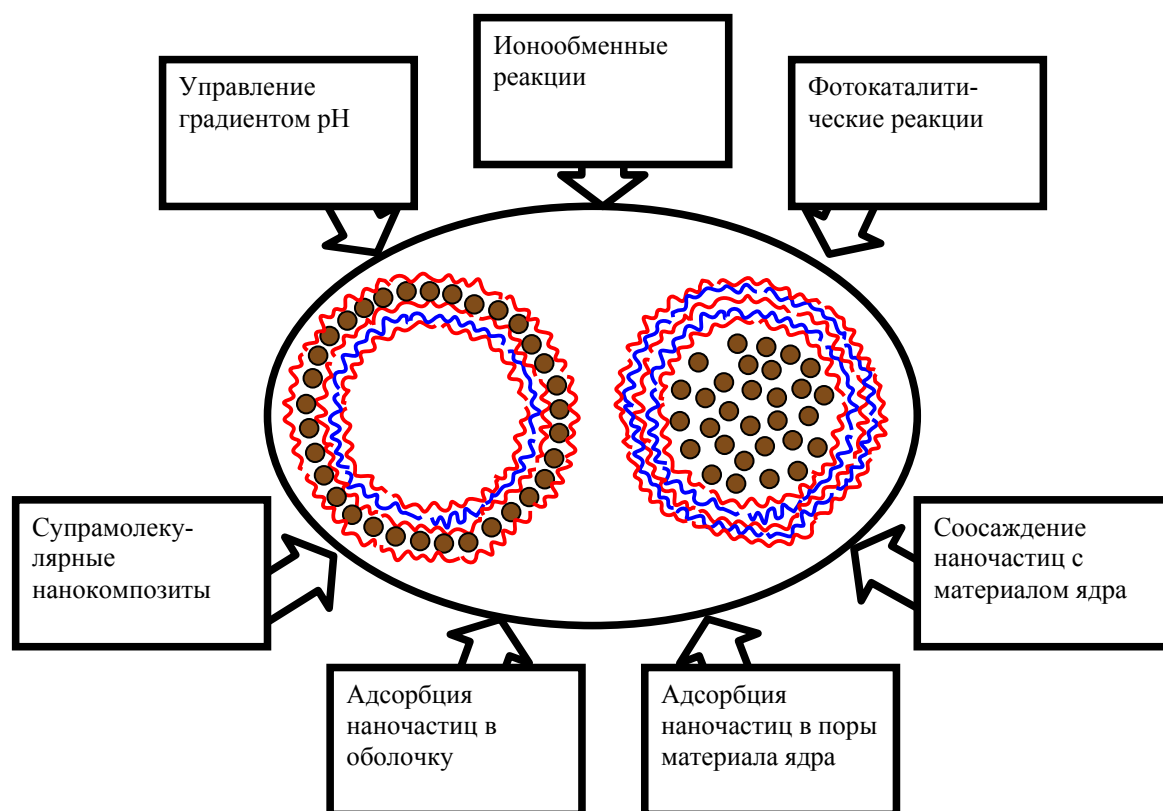 Ионообменные
реакции
Управление
градиентом pH
Фотокаталити-
ческие реакции
Супрамолеку-
лярные
нанокомпозиты
Соосаждение
наночастиц с
материалом ядра
Адсорбция
наночастиц в
оболочку
Адсорбция
наночастиц в поры
материала ядра